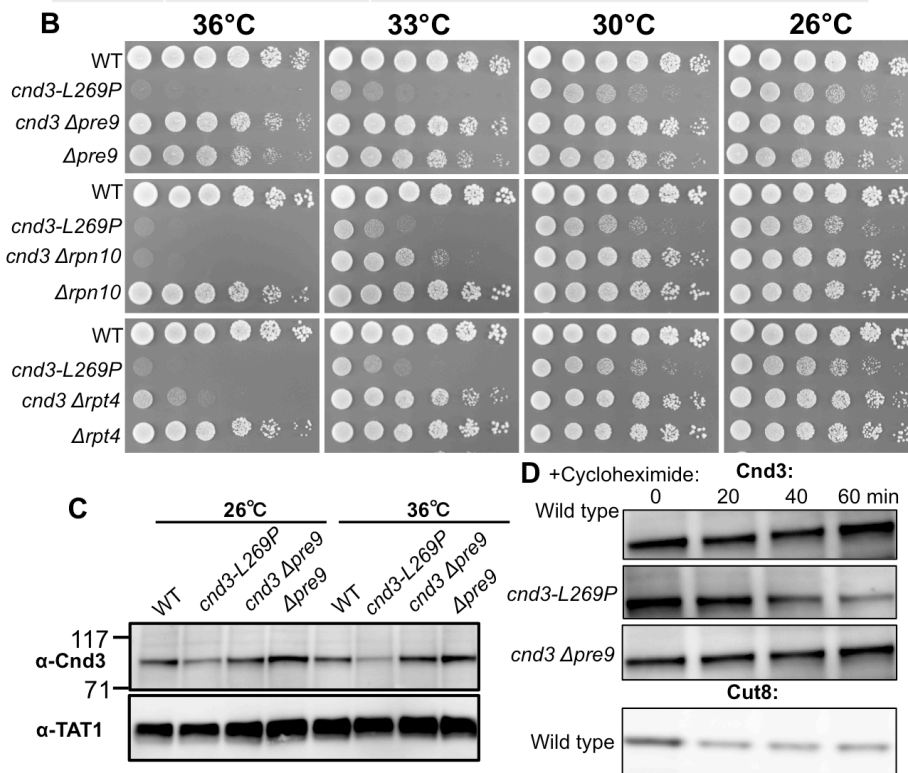 B
36°C 33°C 30°C 26°C
WT
cnd3-L269P
cnd3 Δpre9
Δpre9
WT
cnd3-L269P
cnd3 Δrpn10
Δrpn10
WT
cnd3-L269P
cnd3 Δrpt4
Δrpt4
C
26°C 36°C
WT cnd3-L269P cnd3 Δpre9 Δpre9 WT cnd3-L269P cnd3 Δpre9 Δpre9
117
α-Cnd3
71
α-TAT1
D +Cycloheximide: Cnd3:
0 20 40 60 min
Wild type
cnd3-L269P
cnd3 Δpre9
Cut8:
Wild type